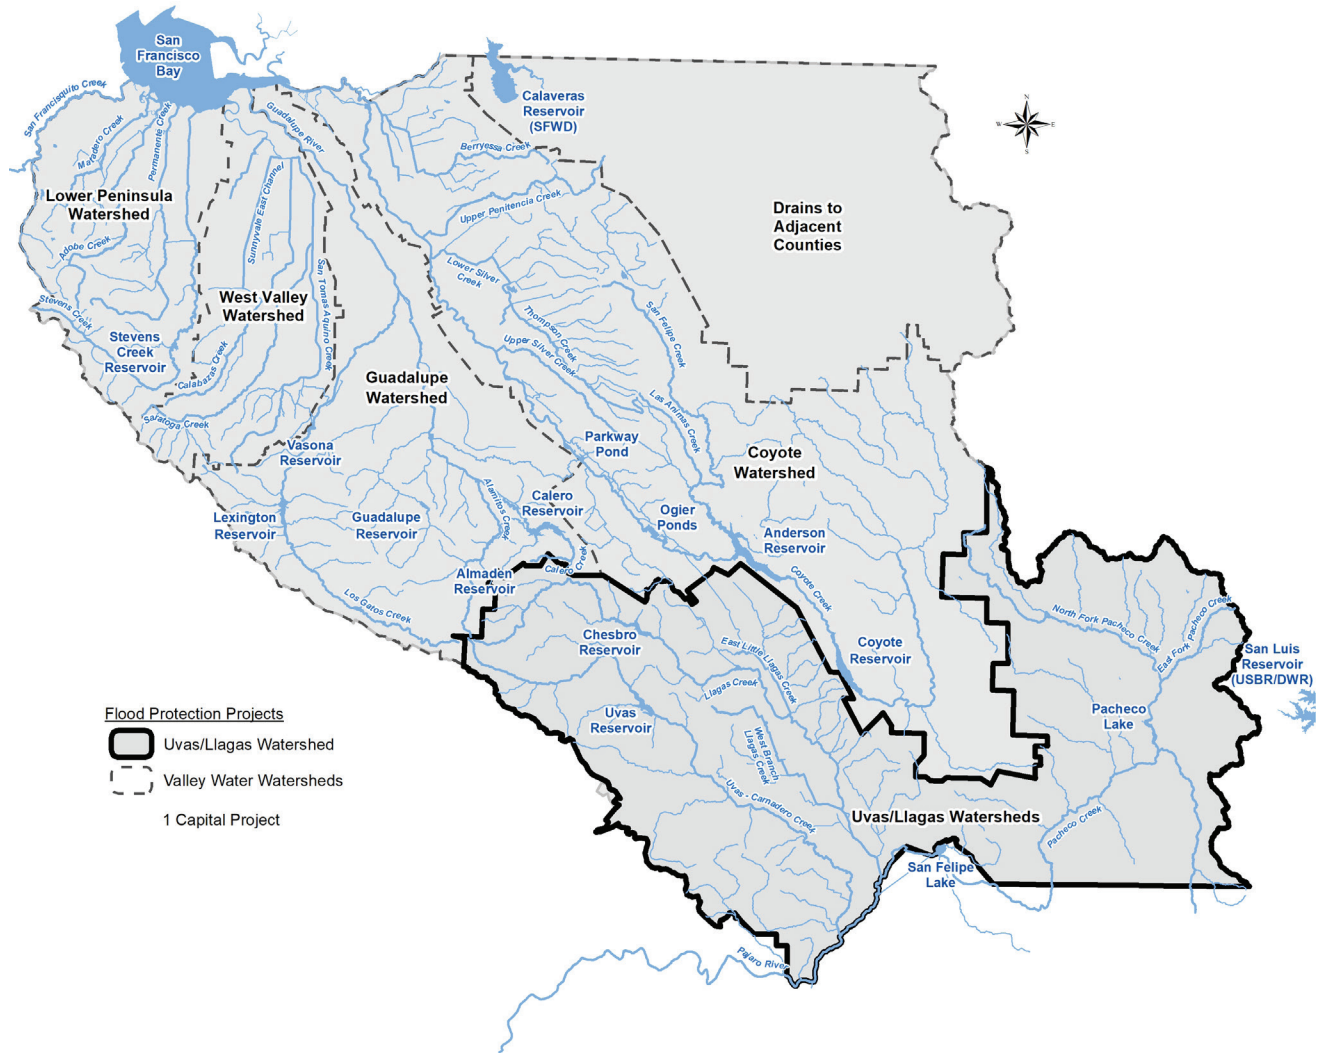 San
Francisco
Bay
San Francisquito Creek
Matadero Creek
Permanente Creek
Guadalupe River
Calaveras
Reservoir
(SFWD)
N
W
E
S
Berryessa Creek
Lower Peninsula
Watershed
Sunnyvale East Channel
Upper Penitencia Creek
Drains to
Adjacent
Counties
Adobe Creek
Lower Silver
Creek
San Tomas Aquino Creek
West Valley
Watershed
Stevens Creek
Thompson Creek
San Felipe Creek
Stevens
Creek
Reservoir
Upper Silver Creek
Calabazas Creek
Guadalupe
Watershed
Las Animas Creek
Saratoga Creek
Vasona
Reservoir
Parkway
Pond
Coyote
Watershed
Alamitos Creek
Calero
Reservoir
Lexington
Reservoir
Guadalupe
Reservoir
Ogier
Ponds
Anderson
Reservoir
Almaden
Reservoir
Calero Creek
Coyote Creek
Los Gatos Creek
North Fork Pacheco Creek
East Fork Pacheco Creek
Chesbro
Reservoir
East Little Llagas Creek
Coyote
Reservoir
San Luis
Reservoir
(USBR/DWR)
Llagas Creek
Uvas
Reservoir
Pacheco
Lake
West Branch
Llagas Creek
Flood Protection Projects
Uvas/Llagas Watershed
Valley Water Watersheds
1 Capital Project
Uvas - Carnadero Creek
Uvas/Llagas Watersheds
Pacheco Creek
San Felipe
Lake
Pajaro River